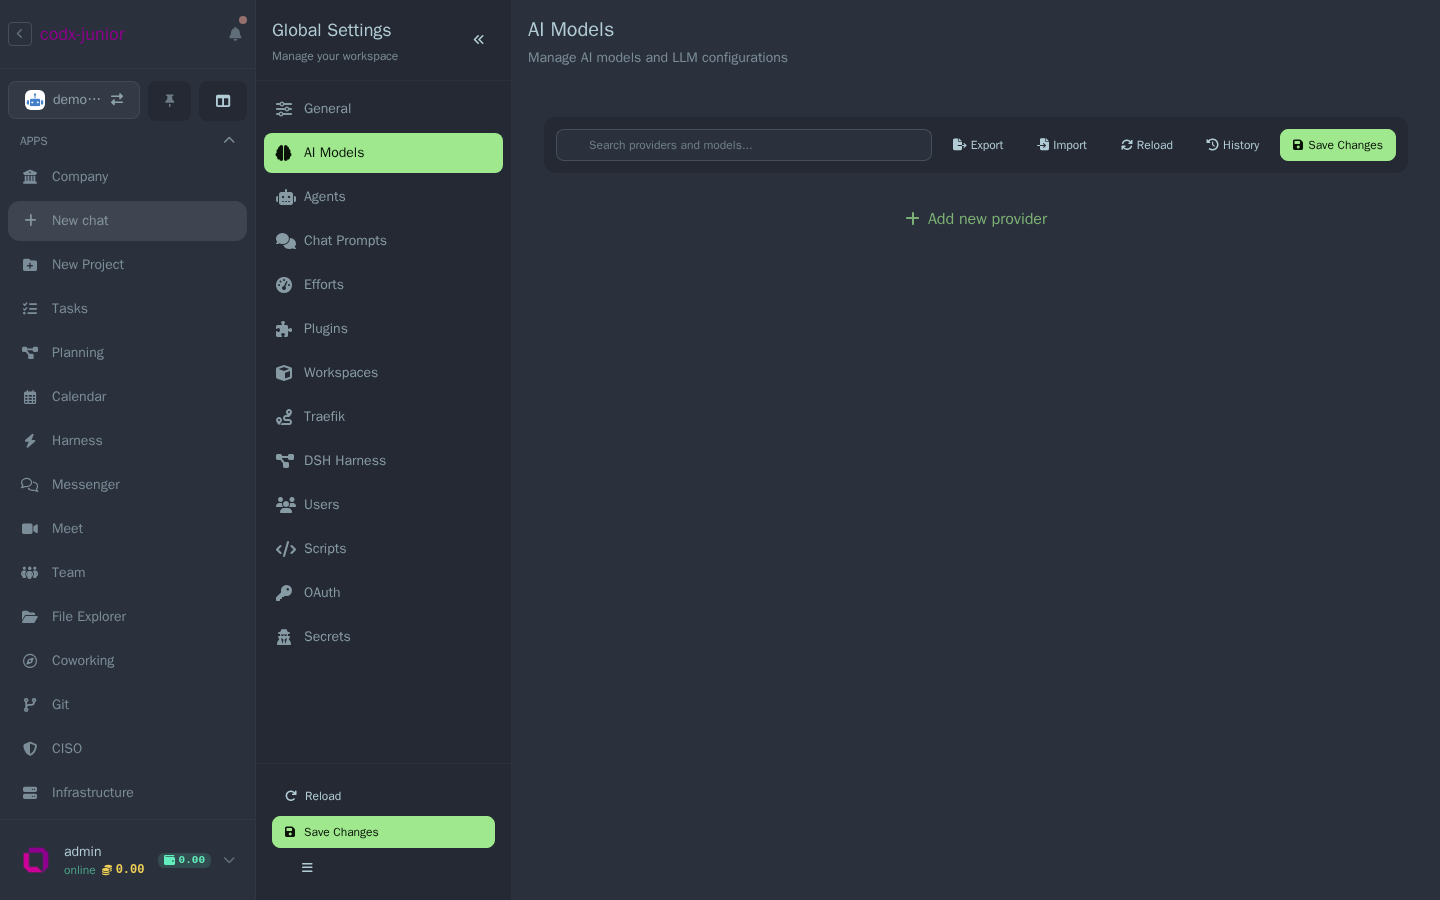 codx-junior
demo···
APPS
Company
New chat
New Project
Tasks
Planning
Calendar
Harness
Messenger
Meet
Team
File Explorer
Coworking
Git
CISO
Infrastructure
admin
online 0.00
0.00
Global Settings
Manage your workspace
General
AI Models
Agents
Chat Prompts
Efforts
Plugins
Workspaces
Traefik
DSH Harness
Users
Scripts
OAuth
Secrets
Reload
Save Changes
AI Models
Manage AI models and LLM configurations
Search providers and models... Export Import Reload History Save Changes
Add new provider